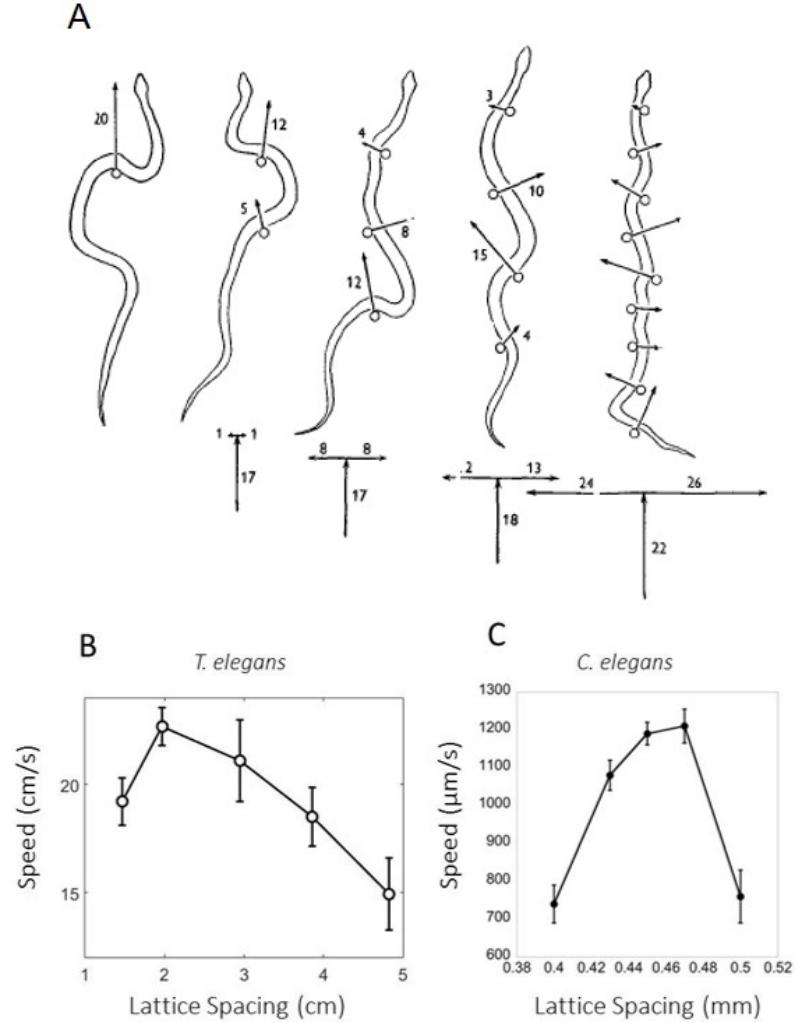 A
20
12
5
4
8
12
3
10
15
4
1 1
17
8 8
17
.2 13
18
24 26
22
B
T. elegans
Speed (cm/s)
20
15
1 2 3 4 5
Lattice Spacing (cm)
C
C. elegans
Speed (μm/s)
1300
1200
1100
1000
900
800
700
600
0.38 0.4 0.42 0.44 0.46 0.48 0.5 0.52
Lattice Spacing (mm)